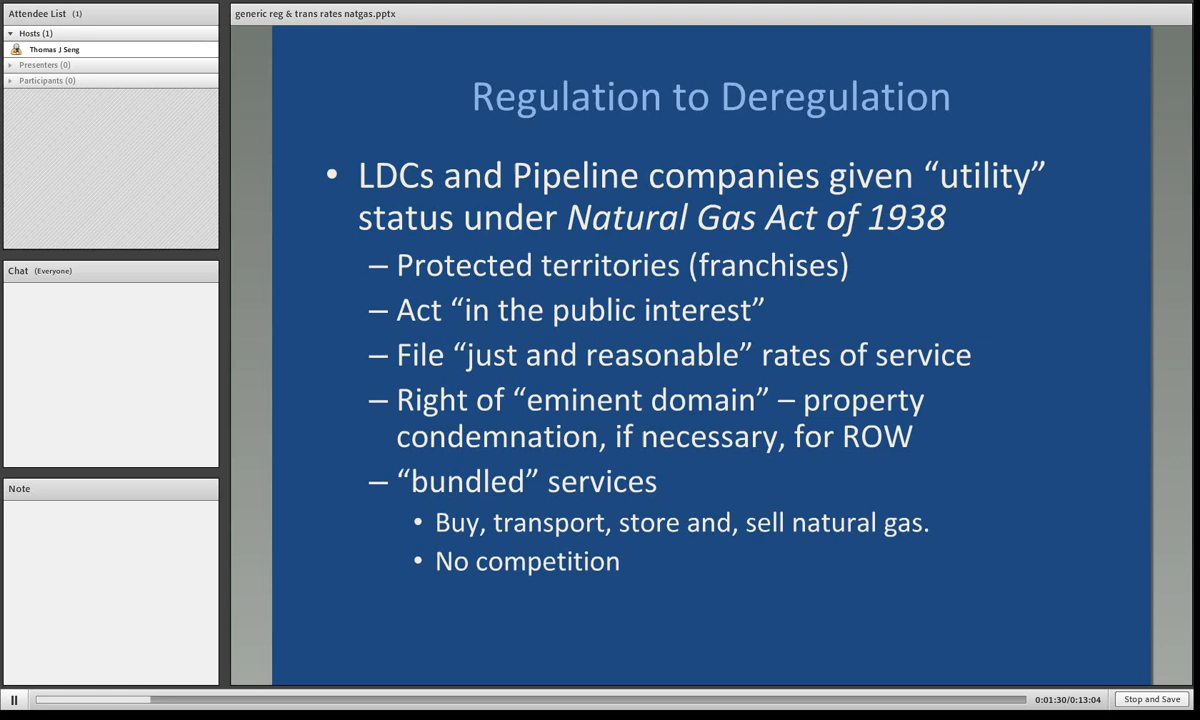 Attendee List (1)
Hosts (1)
Thomas J Seng
Presenters (0)
Participants (0)
Chat (Everyone)
Note
generic reg & trans rates natgas.pptx
Regulation to Deregulation
• LDCs and Pipeline companies given “utility”
status under Natural Gas Act of 1938
– Protected territories (franchises)
– Act “in the public interest”
– File “just and reasonable” rates of service
– Right of “eminent domain” – property
condemnation, if necessary, for ROW
– “bundled” services
• Buy, transport, store and, sell natural gas.
• No competition
0:01:30/0:13:04
Stop and Save